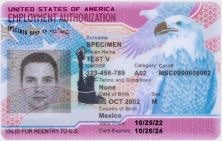 UNITED STATES OF AMERICA
EMPLOYMENT AUTHORIZATION
Surname
SPECIMEN
Given Name
TEST V
USCIS# Category Card#
123-456-789 A02 MSC0900000002
Terms and Conditions
None
Date of Birth Sex
OCT 2002 M
Country of Birth
Mexico
Valid From: 10/25/22
Card Expires: 10/28/24
VALID FOR REENTRY TO U.S.